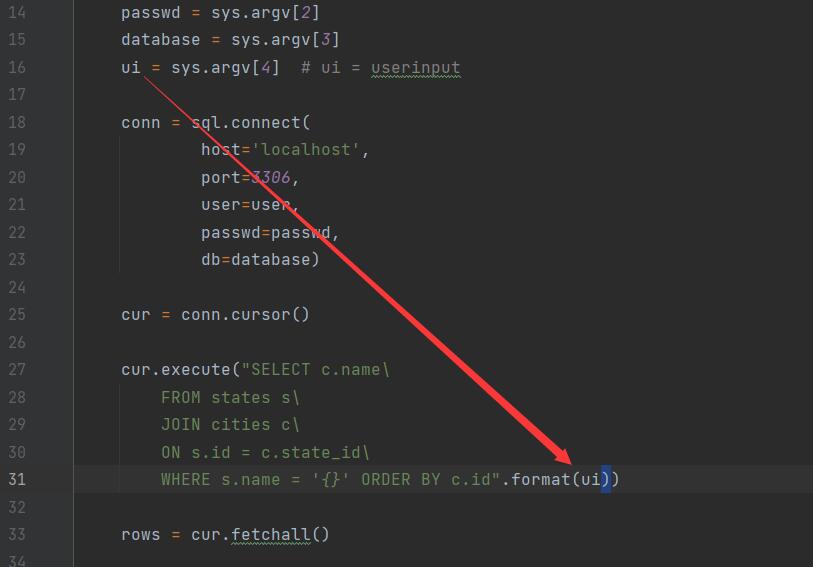 14 passwd = sys.argv[2]
15 database = sys.argv[3]
16 ui = sys.argv[4]  # ui = userinput
17
18 conn = sql.connect(
19 host='localhost',
20 port=3306,
21 user=user,
22 passwd=passwd,
23 db=database)
24
25 cur = conn.cursor()
26
27 cur.execute("SELECT c.name\
28 FROM states s\
29 JOIN cities c\
30 ON s.id = c.state_id\
31 WHERE s.name = '{}' ORDER BY c.id".format(ui))
32
33 rows = cur.fetchall()
34